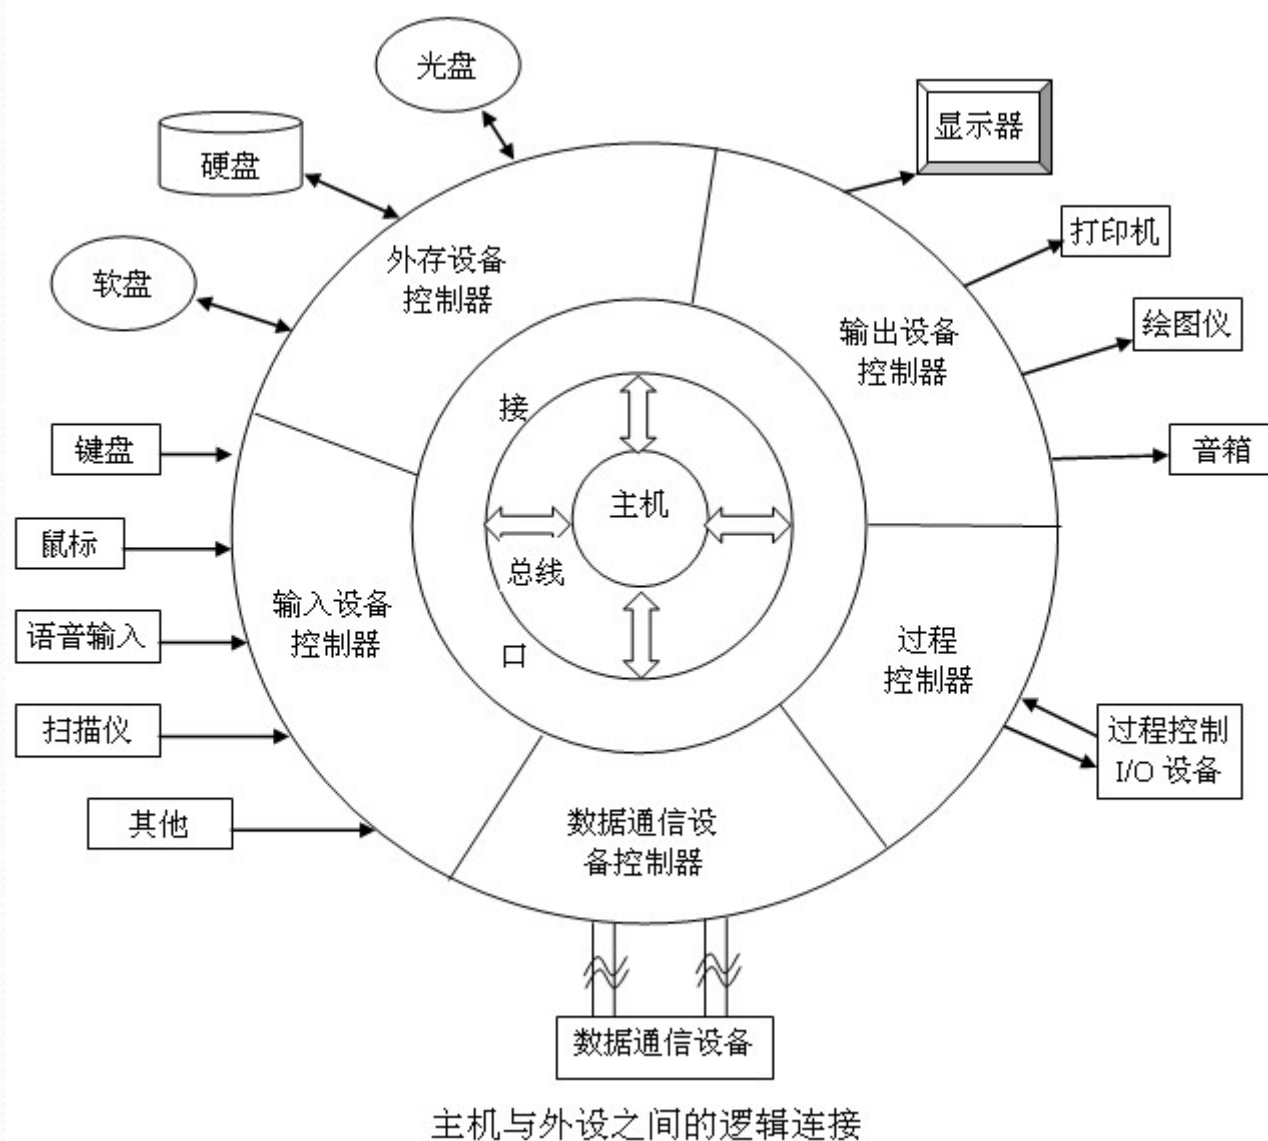 光盘
显示器
硬盘
打印机
外存设备
控制器
软盘
绘图仪
输出设备
控制器
接
键盘
音箱
主机
鼠标
总线
输入设备
控制器
语音输入
口
过程
控制器
扫描仪
过程控制
I/O 设备
其他
数据通信设
备控制器
数据通信设备
主机与外设之间的逻辑连接